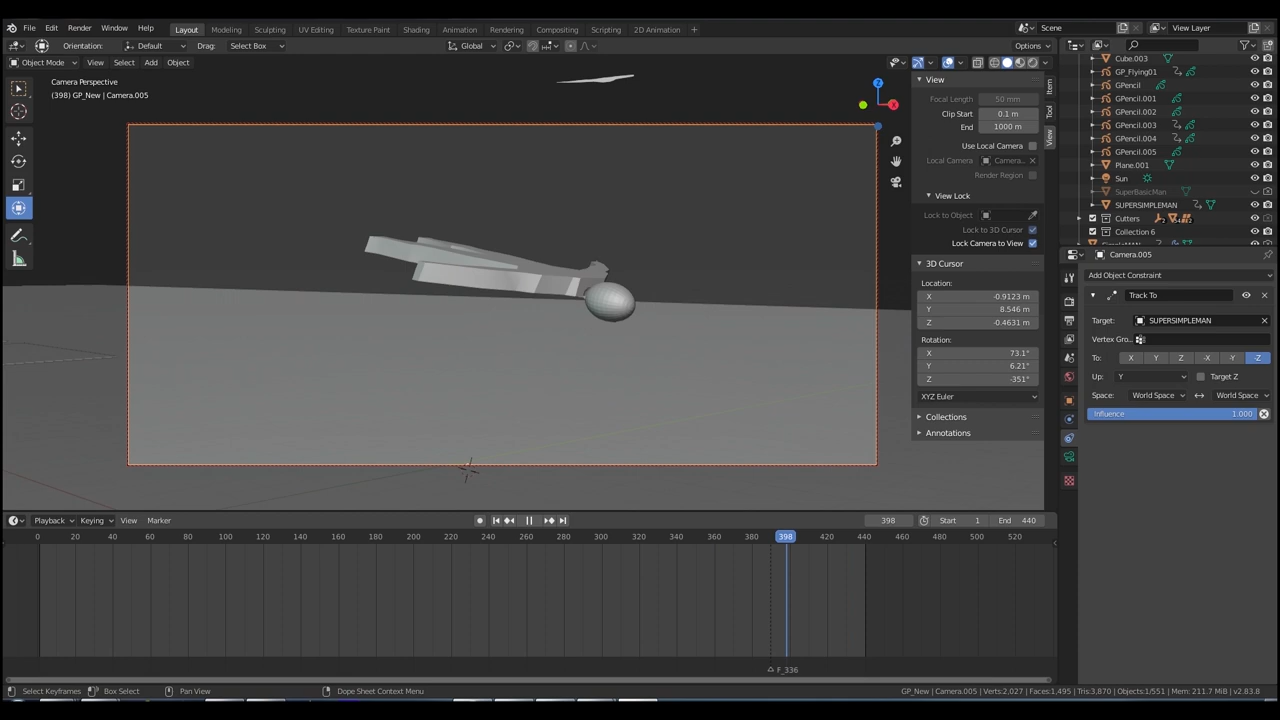 File Edit Render Window Help Layout Modeling Sculpting UV Editing Texture Paint Shading Animation Rendering Compositing Scripting 2D Animation + Scene View Layer
Orientation: Default Drag: Select Box Global Options
Object Mode View Select Add Object
Camera Perspective
(398) GP_New | Camera.005
Z
X
View
Focal Length 50 mm
Clip Start 0.1 m
End 1000 m
Use Local Camera
Local Camera Camera..
Render Region
View Lock
Lock to Object
Lock to 3D Cursor
Lock Camera to View
3D Cursor
Location:
X -0.9123 m
Y 8.546 m
Z -0.4631 m
Rotation:
X 73.1°
Y 6.21°
Z -351°
XYZ Euler
Collections
Annotations
Item
Tool
View
Cube.003
GP_Flying01
GPencil
GPencil.001
GPencil.002
GPencil.003
GPencil.004
GPencil.005
Plane.001
Sun
SuperBasicMan
SUPERSIMPLEMAN
Cutters
Collection 6
Camera.005
Add Object Constraint
Track To
Target: SUPERSIMPLEMAN
Vertex Gro..
To: X Y Z -X -Y -Z
Up: Y Target Z
Space: World Space World Space
Influence 1.000
Playback Keying View Marker 398 Start 1 End 440
0 20 40 60 80 100 120 140 160 180 200 220 240 260 280 300 320 340 360 380 398 420 440 460 480 500 520
F_336
Select Keyframes Box Select Pan View Dope Sheet Context Menu GP_New | Camera.005 | Verts:2,027 | Faces:1,495 | Tris:3,870 | Objects:1/551 | Mem: 211.7 MiB | v2.83.8